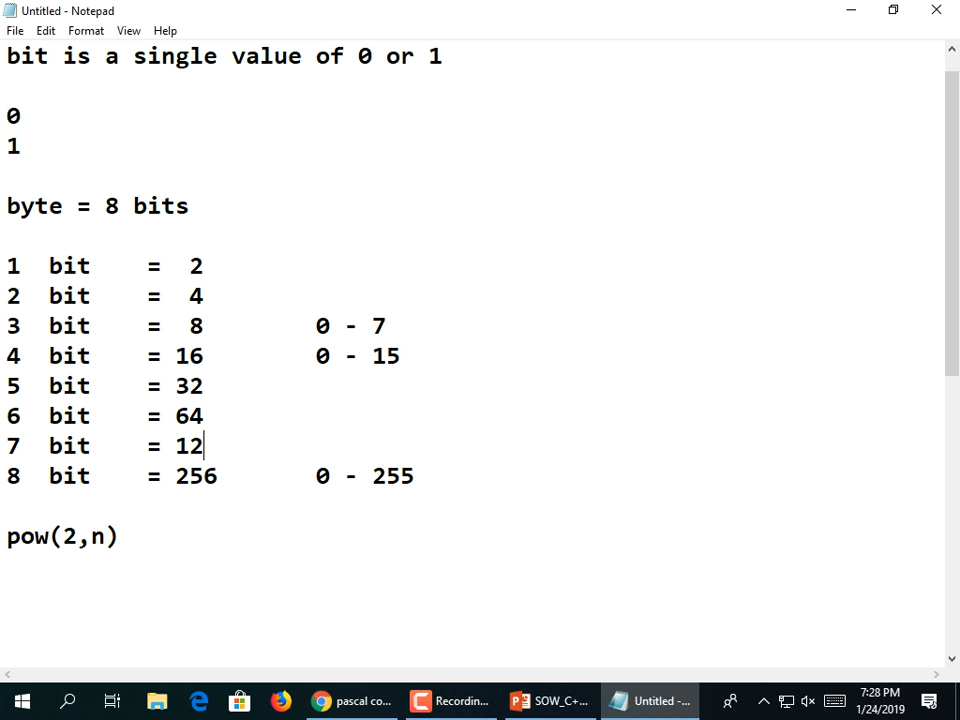 Untitled - Notepad
File Edit Format View Help
bit is a single value of 0 or 1
0
1
byte = 8 bits
1 bit = 2
2 bit = 4
3 bit = 8 0 - 7
4 bit = 16 0 - 15
5 bit = 32
6 bit = 64
7 bit = 12
8 bit = 256 0 - 255
pow(2,n)
pascal co... Recording... SOW_C+... Untitled -... 7:28 PM
1/24/2019